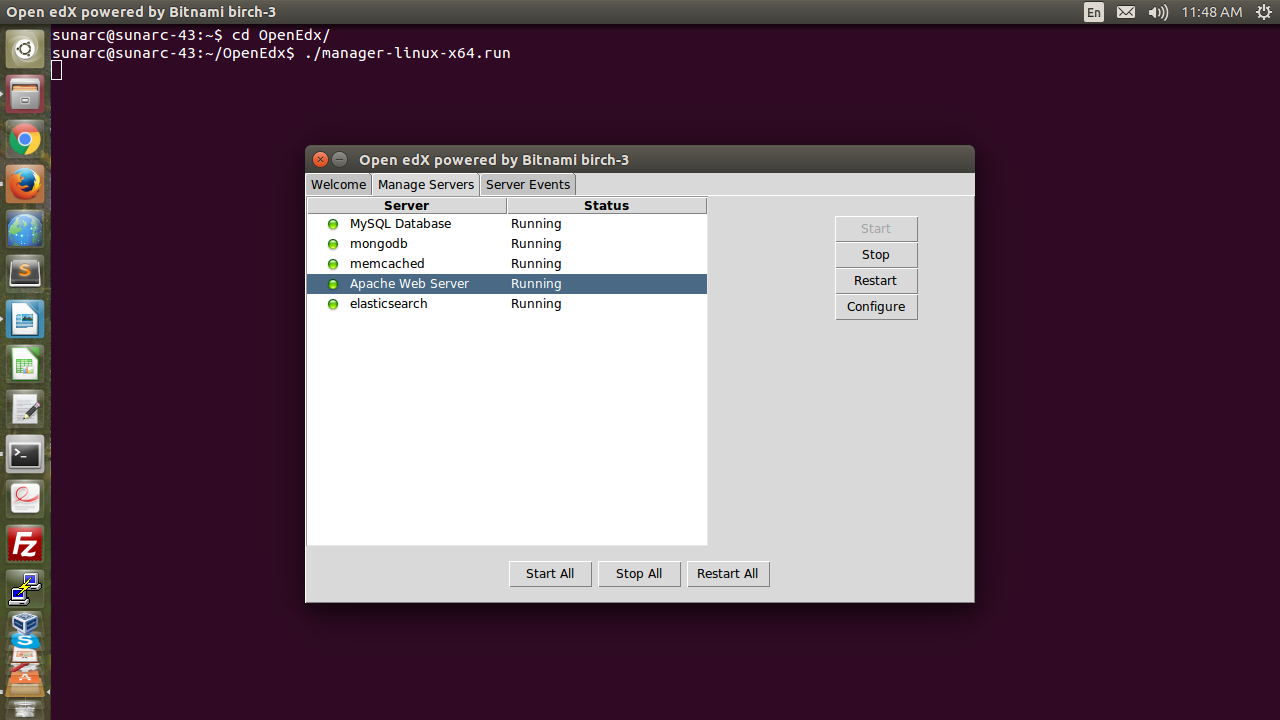 Open edX powered by Bitnami birch-3
En
11:48 AM
sunarc@sunarc-43:~$ cd OpenEdx/
sunarc@sunarc-43:~/OpenEdx$ ./manager-linux-x64.run
Open edX powered by Bitnami birch-3
Welcome
Manage Servers
Server Events
Server Status
MySQL Database Running
mongodb Running
memcached Running
Apache Web Server Running
elasticsearch Running
Start
Stop
Restart
Configure
Start All
Stop All
Restart All
S
>_
Fz
S
A